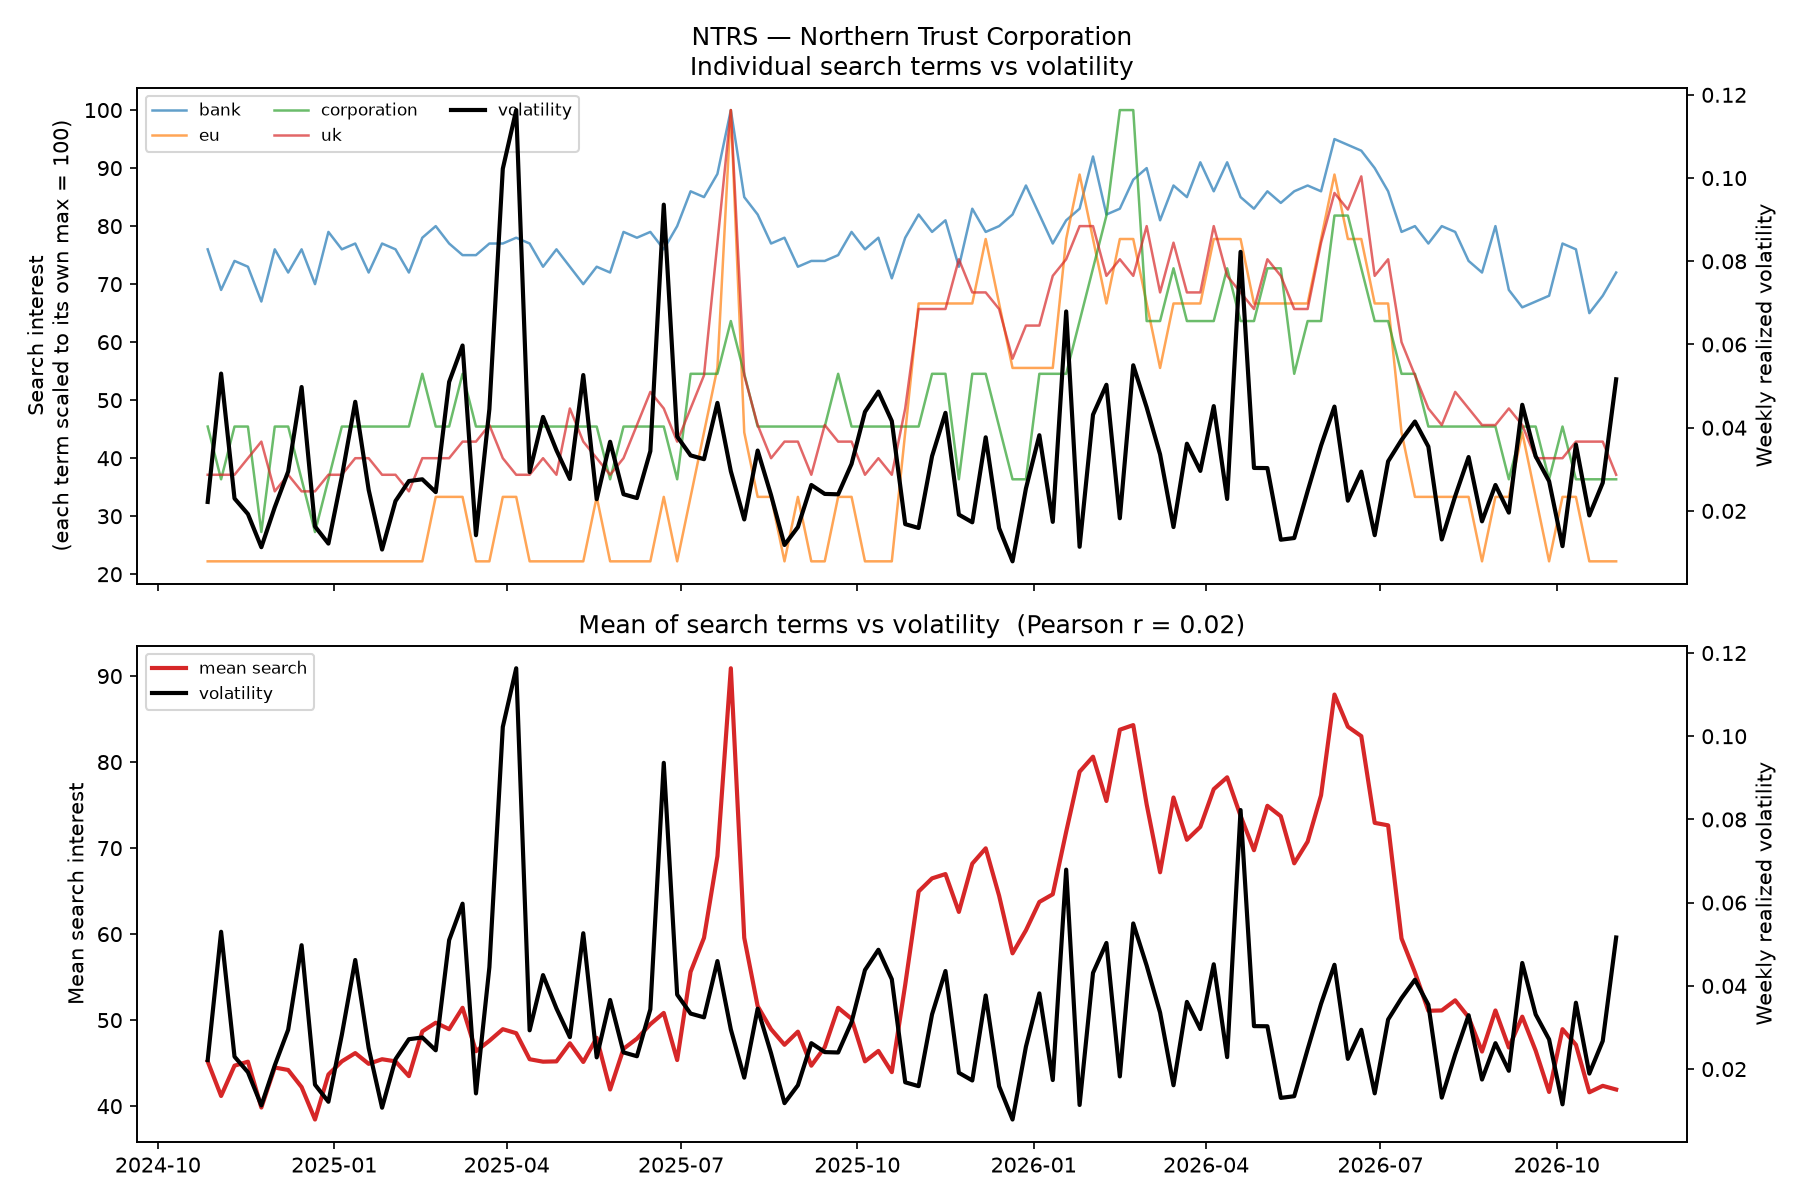 NTRS — Northern Trust Corporation
Individual search terms vs volatility
bank
eu
corporation
uk
volatility
100
90
80
70
60
50
40
30
20
Search interest
(each term scaled to its own max = 100)
0.12
0.10
0.08
0.06
0.04
0.02
Weekly realized volatility
Mean of search terms vs volatility  (Pearson r = 0.02)
mean search
volatility
90
80
70
60
50
40
Mean search interest
0.12
0.10
0.08
0.06
0.04
0.02
Weekly realized volatility
2024-10 2025-01 2025-04 2025-07 2025-10 2026-01 2026-04 2026-07 2026-10